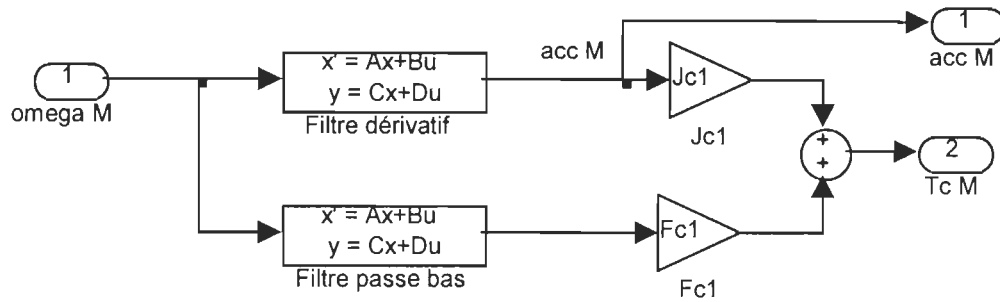 1
omega M
x' = Ax+Bu
y = Cx+Du
Filtre dérivatif
acc M
Jc1
Jc1
1
acc M
+
+
2
Tc M
x' = Ax+Bu
y = Cx+Du
Filtre passe bas
Fc1
Fc1